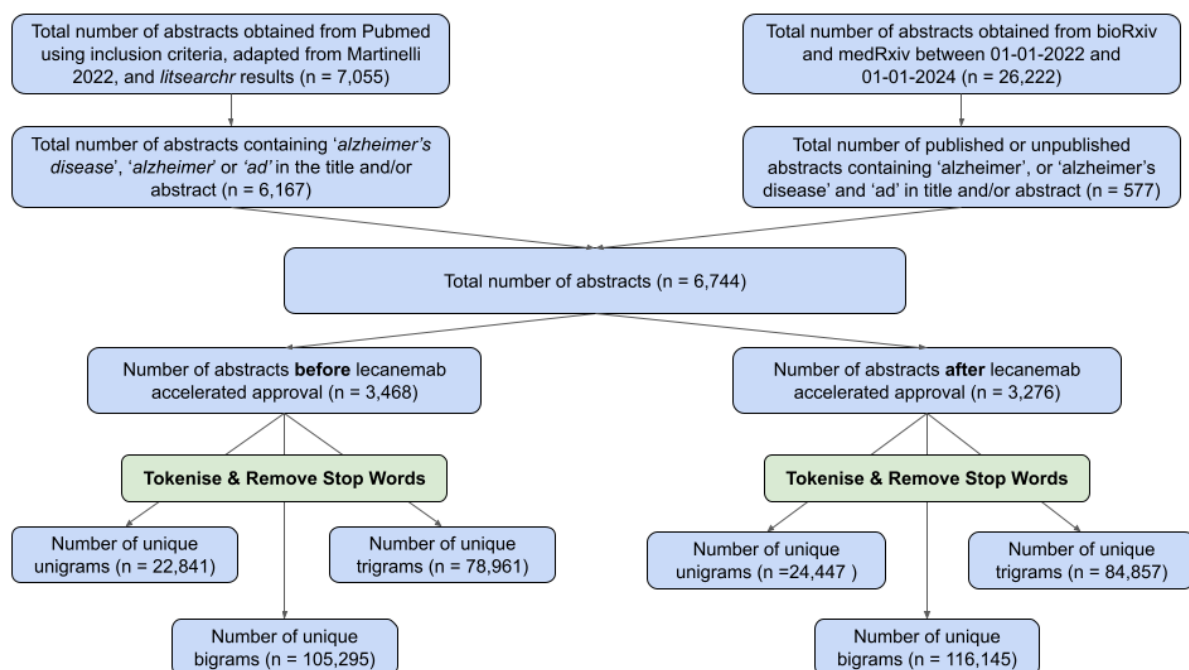 Total number of abstracts obtained from Pubmed
using inclusion criteria, adapted from Martinelli
2022, and litsearchr results (n = 7,055)
Total number of abstracts obtained from bioRxiv
and medRxiv between 01-01-2022 and
01-01-2024 (n = 26,222)
Total number of abstracts containing ‘alzheimer’s
disease’, ‘alzheimer’ or ‘ad’ in the title and/or
abstract (n = 6,167)
Total number of published or unpublished
abstracts containing ‘alzheimer’, or ‘alzheimer’s
disease’ and ‘ad’ in title and/or abstract (n = 577)
Total number of abstracts (n = 6,744)
Number of abstracts before lecanemab
accelerated approval (n = 3,468)
Number of abstracts after lecanemab
accelerated approval (n = 3,276)
Tokenise & Remove Stop Words
Tokenise & Remove Stop Words
Number of unique
unigrams (n = 22,841)
Number of unique
trigrams (n = 78,961)
Number of unique
unigrams (n =24,447 )
Number of unique
trigrams (n = 84,857)
Number of unique
bigrams (n = 105,295)
Number of unique
bigrams (n = 116,145)